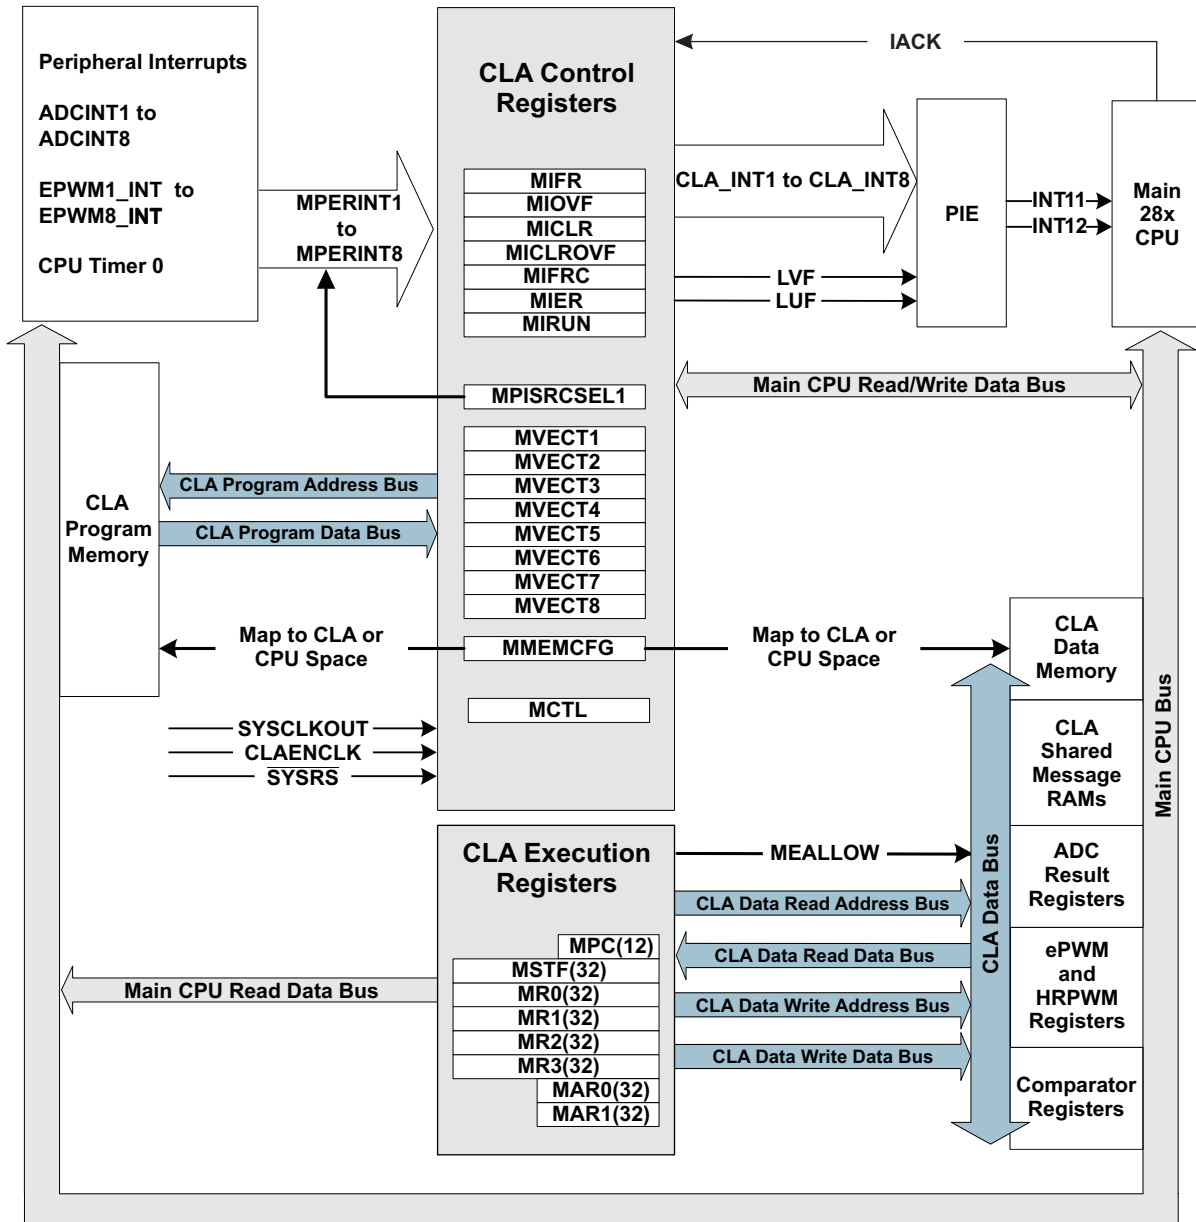 Peripheral Interrupts
ADCINT1 to
ADCINT8
EPWM1_INT to
EPWM8_INT
CPU Timer 0
MPERINT1
to
MPERINT8
CLA Control
Registers
MIFR
MIOVF
MICLR
MICLROVF
MIFRC
MIER
MIRUN
MPISRCSEL1
MVECT1
MVECT2
MVECT3
MVECT4
MVECT5
MVECT6
MVECT7
MVECT8
MMEMCFG
MCTL
IACK
CLA_INT1 to CLA_INT8
LVF
LUF
PIE
INT11
INT12
Main
28x
CPU
Main CPU Read/Write Data Bus
CLA
Program
Memory
CLA Program Address Bus
CLA Program Data Bus
Map to CLA or
CPU Space
Map to CLA or
CPU Space
SYSCLKOUT
CLAENCLK
SYSRS
CLA Execution
Registers
MPC(12)
MSTF(32)
MR0(32)
MR1(32)
MR2(32)
MR3(32)
MAR0(32)
MAR1(32)
Main CPU Read Data Bus
MEALLOW
CLA Data Read Address Bus
CLA Data Read Data Bus
CLA Data Write Address Bus
CLA Data Write Data Bus
CLA Data Bus
CLA
Data
Memory
CLA
Shared
Message
RAMs
ADC
Result
Registers
ePWM
and
HRPWM
Registers
Comparator
Registers
Main CPU Bus